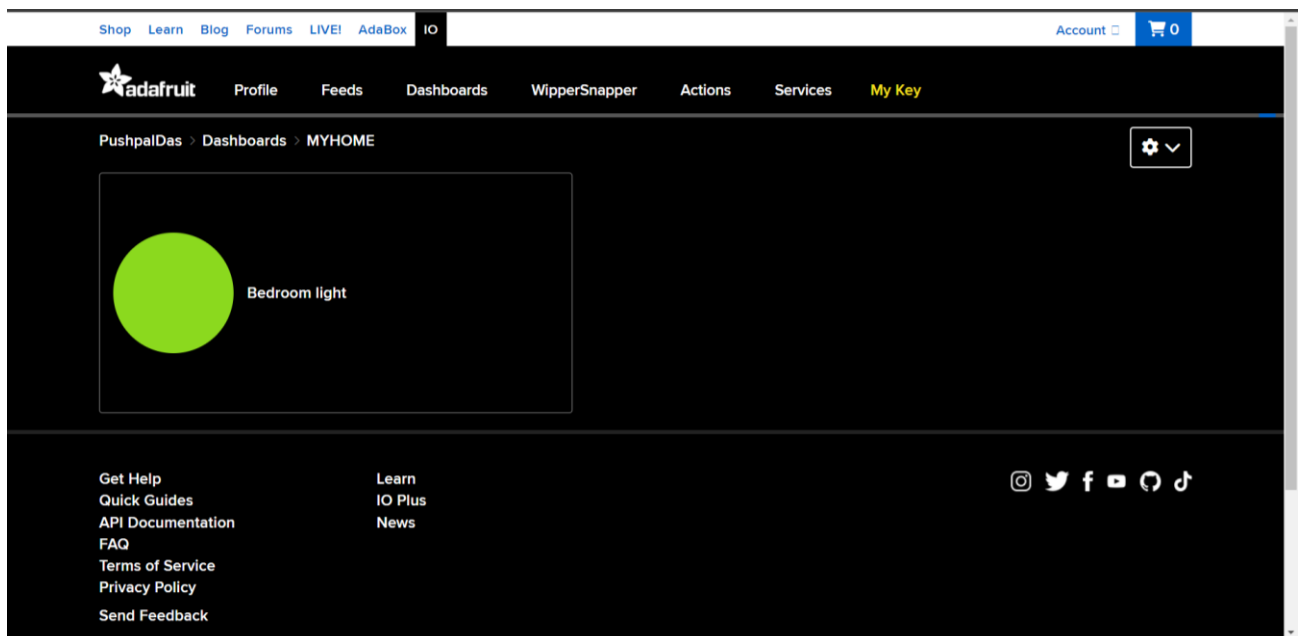 Shop Learn Blog Forums LIVE! AdaBox IO Account 0
adafruit Profile Feeds Dashboards WipperSnapper Actions Services My Key
PushpalDas > Dashboards > MYHOME
Bedroom light
Get Help
Quick Guides
API Documentation
FAQ
Terms of Service
Privacy Policy
Send Feedback
Learn
IO Plus
News